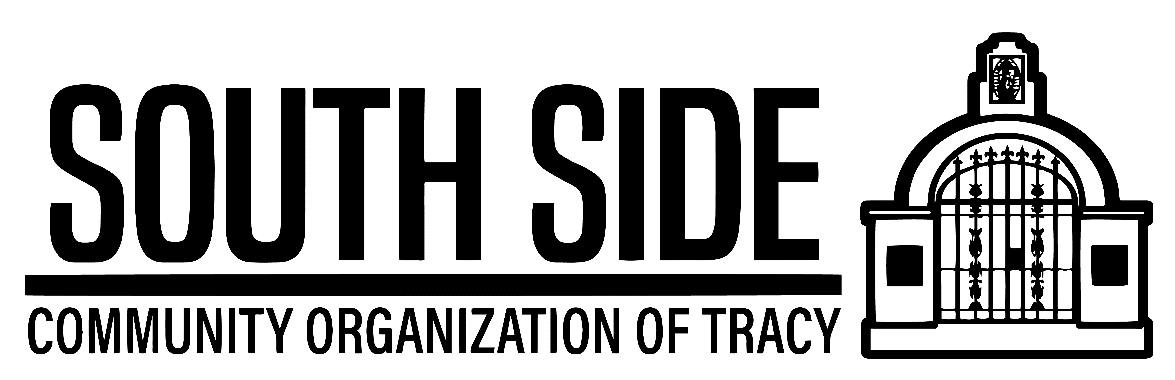 SOUTH SIDE
COMMUNITY ORGANIZATION OF TRACY